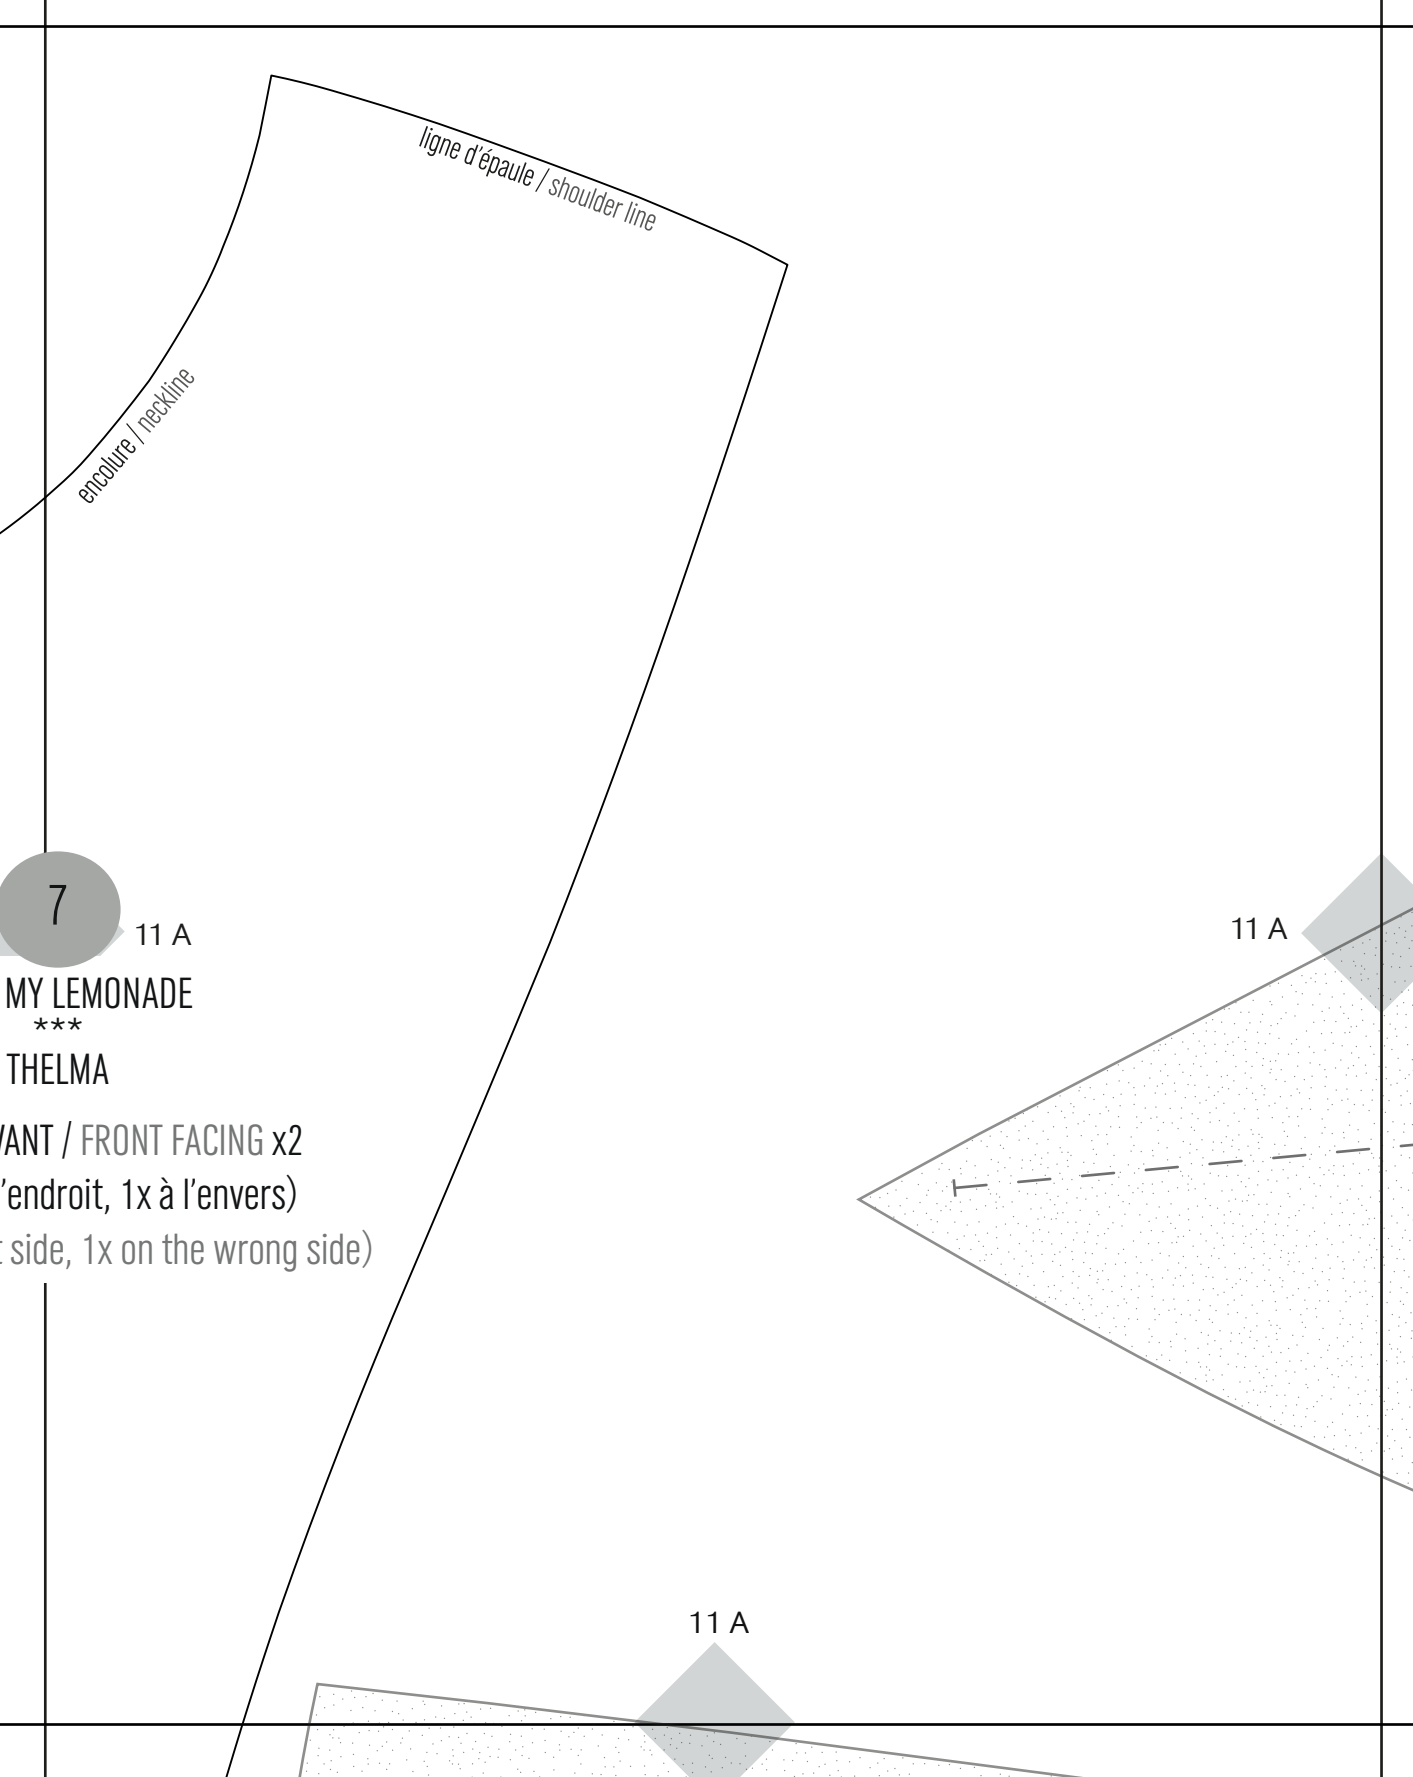 ligne d'épaule / shoulder line
encolure / neckline
7
11 A
MY LEMONADE
***
THELMA
/ FRONT FACING x2
'endroit, 1x à l'envers)
side, 1x on the wrong side)
11 A
11 A